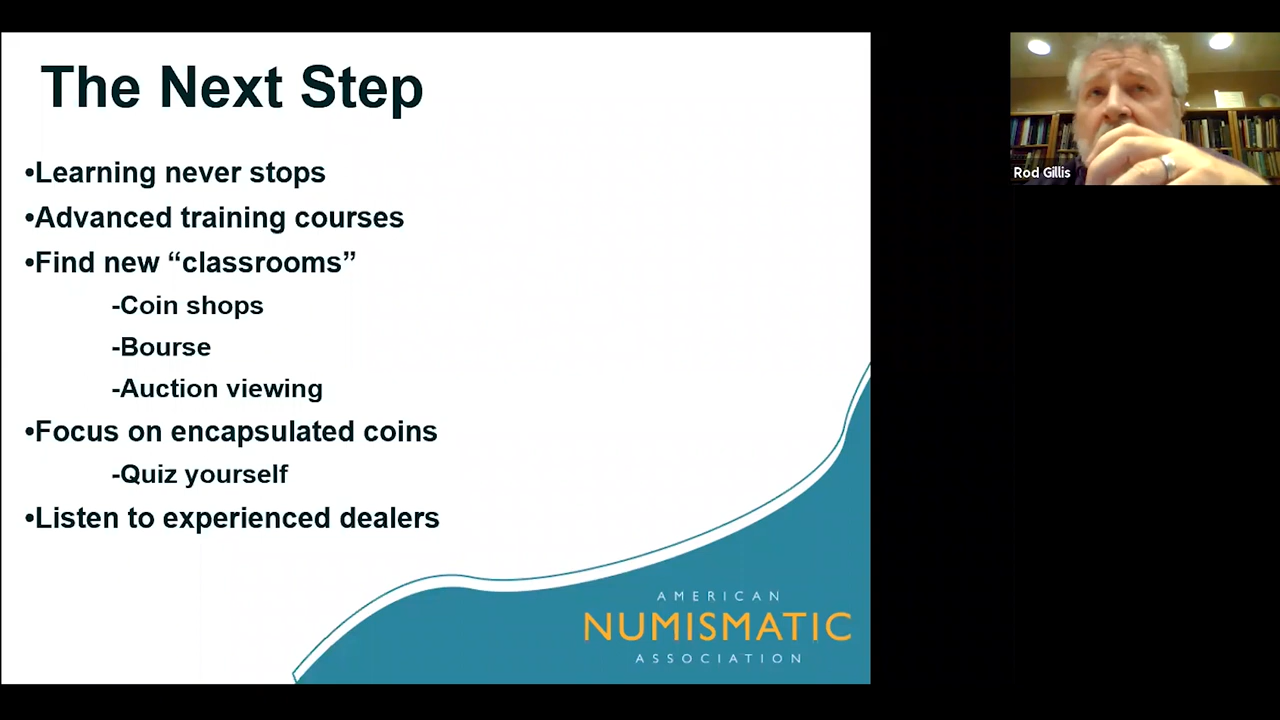 The Next Step
•Learning never stops
•Advanced training courses
•Find new “classrooms”
-Coin shops
-Bourse
-Auction viewing
•Focus on encapsulated coins
-Quiz yourself
•Listen to experienced dealers
AMERICAN
NUMISMATIC
ASSOCIATION
Rod Gillis